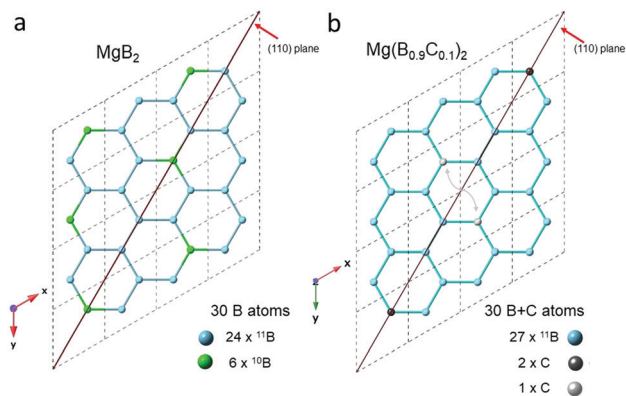 a
MgB₂
(110) plane
x
y
30 B atoms
24 x ¹¹B
6 x ¹⁰B
b
Mg(B₀.₉C₀.₁)₂
(110) plane
z
x
y
30 B+C atoms
27 x ¹¹B
2 x C
1 x C